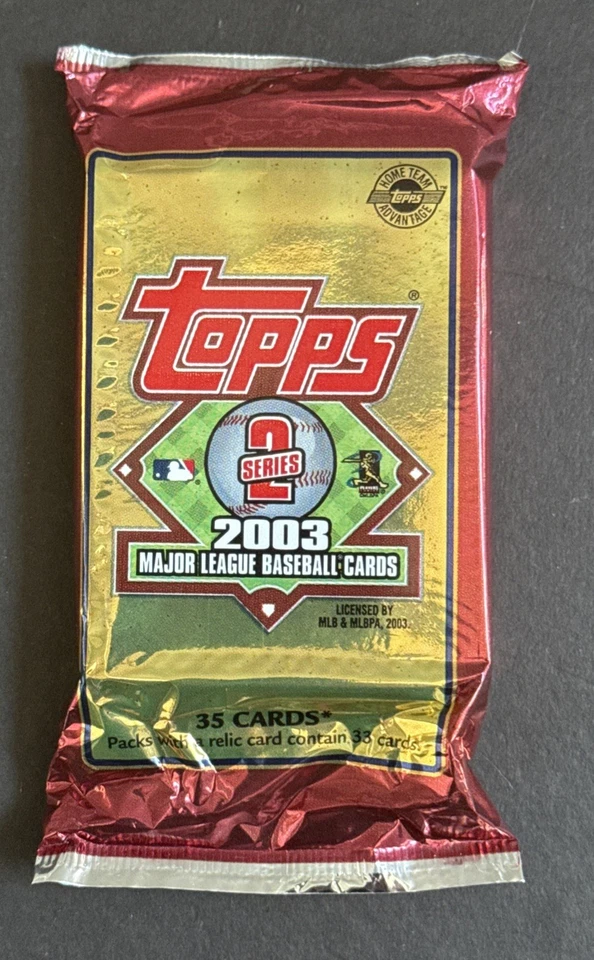 HOME TEAM
Topps
ADVANTAGE
Topps
®
2
SERIES
2003
MAJOR LEAGUE BASEBALL CARDS
LICENSED BY
MLB & MLBPA, 2003.
35 CARDS*
Packs with a relic card contain 33 cards.